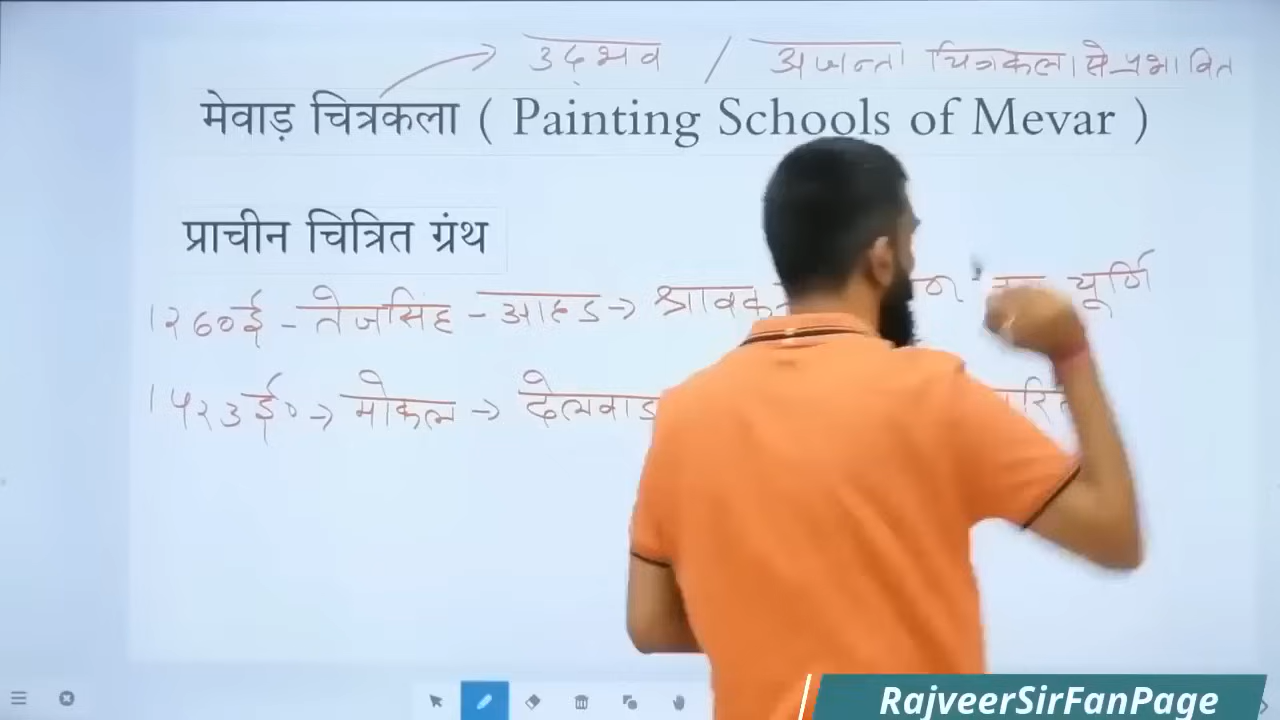 उद्भव / अजन्ता चित्रकला से प्रभावित
मेवाड़ चित्रकला ( Painting Schools of Mevar )
प्राचीन चित्रित ग्रंथ
1260ई - तेजसिंह - आहड → श्रावक चूर्णि
1423ई० → मोकल → देलवाड
RajveerSirFanPage